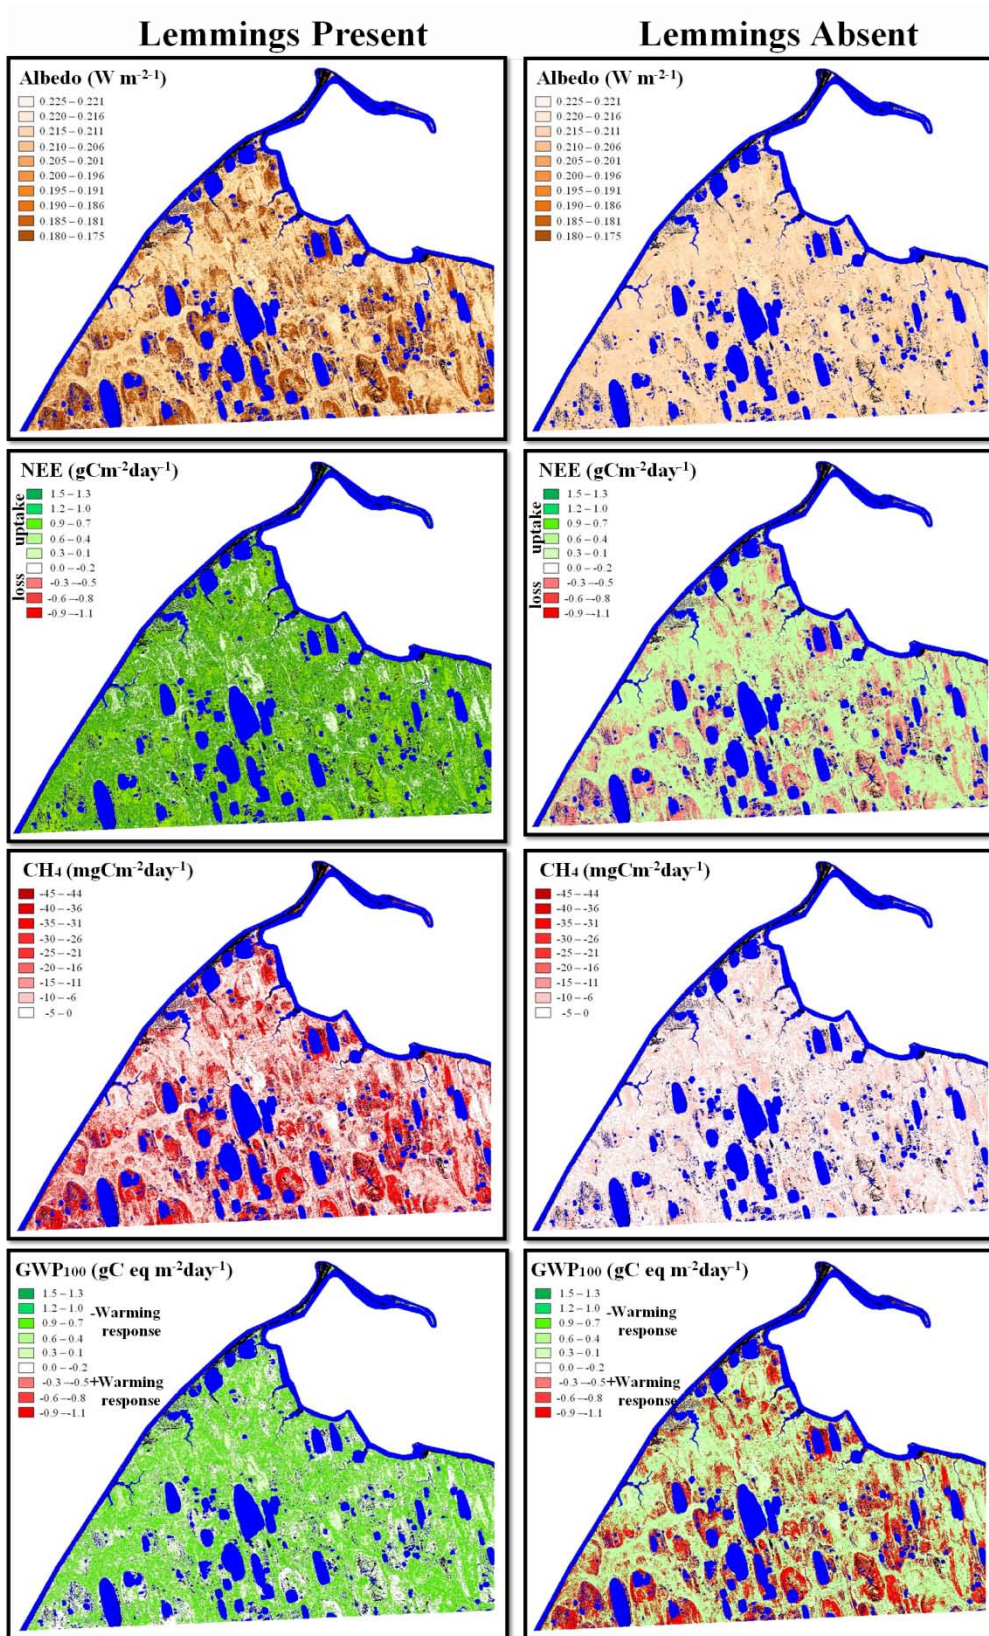 Lemmings Present
Lemmings Absent
Albedo (W m⁻²⁻¹)
0.225 – 0.221
0.220 – 0.216
0.215 – 0.211
0.210 – 0.206
0.205 – 0.201
0.200 – 0.196
0.195 – 0.191
0.190 – 0.186
0.185 – 0.181
0.180 – 0.175
Albedo (W m⁻²⁻¹)
0.225 – 0.221
0.220 – 0.216
0.215 – 0.211
0.210 – 0.206
0.205 – 0.201
0.200 – 0.196
0.195 – 0.191
0.190 – 0.186
0.185 – 0.181
0.180 – 0.175
NEE (gCm⁻²day⁻¹)
uptake
loss
1.5 – 1.3
1.2 – 1.0
0.9 – 0.7
0.6 – 0.4
0.3 – 0.1
0.0 – -0.2
-0.3 – -0.5
-0.6 – -0.8
-0.9 – -1.1
NEE (gCm⁻²day⁻¹)
uptake
loss
1.5 – 1.3
1.2 – 1.0
0.9 – 0.7
0.6 – 0.4
0.3 – 0.1
0.0 – -0.2
-0.3 – -0.5
-0.6 – -0.8
-0.9 – -1.1
CH₄ (mgCm⁻²day⁻¹)
-45 – -44
-40 – -36
-35 – -31
-30 – -26
-25 – -21
-20 – -16
-15 – -11
-10 – -6
-5 – 0
CH₄ (mgCm⁻²day⁻¹)
-45 – -44
-40 – -36
-35 – -31
-30 – -26
-25 – -21
-20 – -16
-15 – -11
-10 – -6
-5 – 0
GWP₁₀₀ (gC eq m⁻²day⁻¹)
1.5 – 1.3
1.2 – 1.0
0.9 – 0.7
0.6 – 0.4
0.3 – 0.1
0.0 – -0.2
-0.3 – -0.5
-0.6 – -0.8
-0.9 – -1.1
-Warming
response
+Warming
response
GWP₁₀₀ (gC eq m⁻²day⁻¹)
1.5 – 1.3
1.2 – 1.0
0.9 – 0.7
0.6 – 0.4
0.3 – 0.1
0.0 – -0.2
-0.3 – -0.5
-0.6 – -0.8
-0.9 – -1.1
-Warming
response
+Warming
response